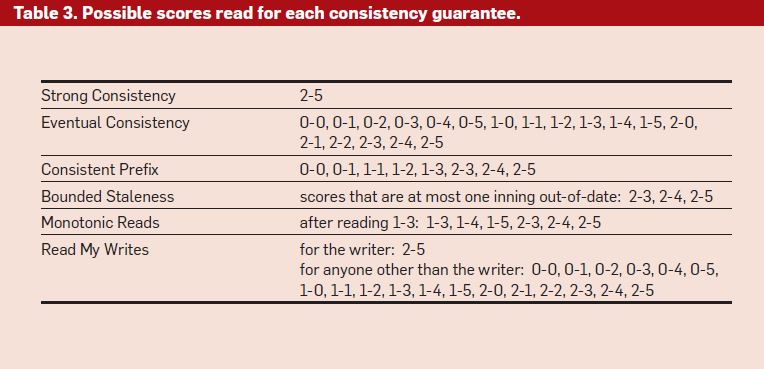 Table 3. Possible scores read for each consistency guarantee.
Strong Consistency 2-5
Eventual Consistency 0-0, 0-1, 0-2, 0-3, 0-4, 0-5, 1-0, 1-1, 1-2, 1-3, 1-4, 1-5, 2-0,
2-1, 2-2, 2-3, 2-4, 2-5
Consistent Prefix 0-0, 0-1, 1-1, 1-2, 1-3, 2-3, 2-4, 2-5
Bounded Staleness scores that are at most one inning out-of-date: 2-3, 2-4, 2-5
Monotonic Reads after reading 1-3: 1-3, 1-4, 1-5, 2-3, 2-4, 2-5
Read My Writes for the writer: 2-5
for anyone other than the writer: 0-0, 0-1, 0-2, 0-3, 0-4, 0-5,
1-0, 1-1, 1-2, 1-3, 1-4, 1-5, 2-0, 2-1, 2-2, 2-3, 2-4, 2-5